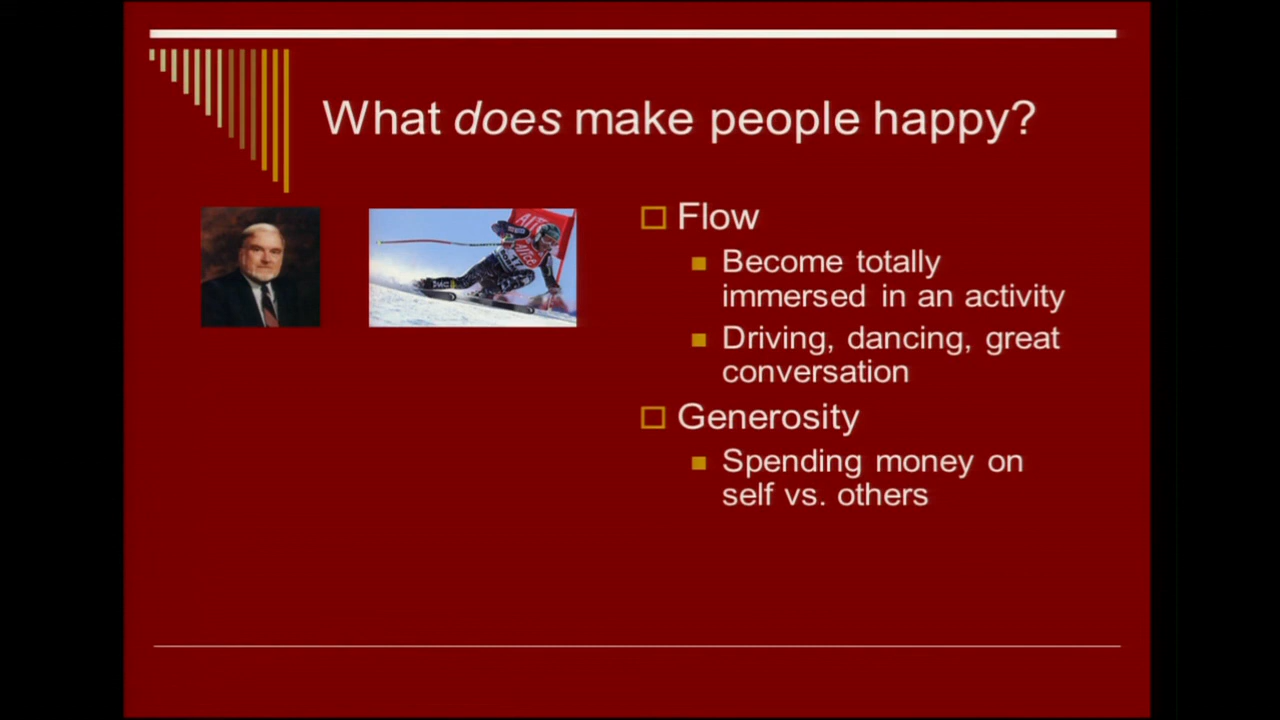 What does make people happy?
Flow
Become totally
immersed in an activity
Driving, dancing, great
conversation
Generosity
Spending money on
self vs. others